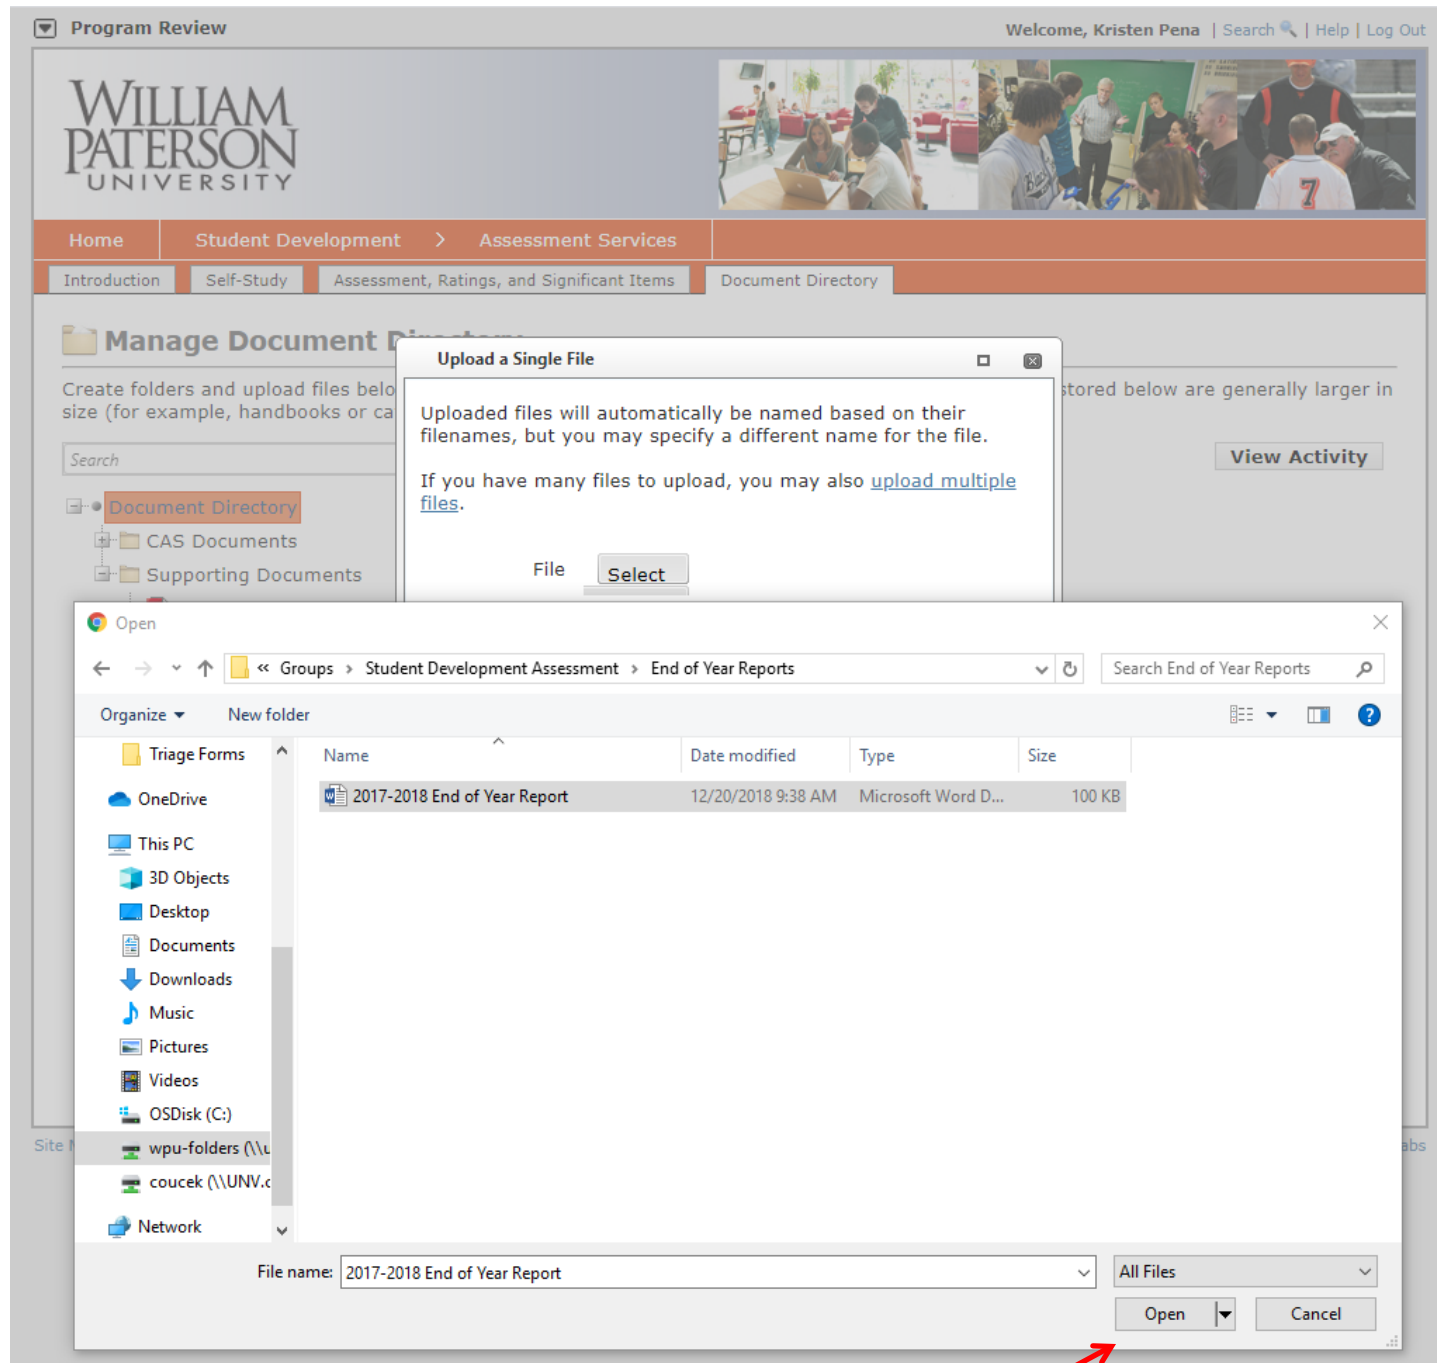 Program Review
Welcome, Kristen Pena | Search | Help | Log Out
WILLIAM
PATERSON
UNIVERSITY
7
Home Student Development > Assessment Services
Introduction Self-Study Assessment, Ratings, and Significant Items Document Directory
Manage Document Directory
Create folders and upload files belo stored below are generally larger in
size (for example, handbooks or ca
Search
View Activity
Document Directory
CAS Documents
Supporting Documents
Upload a Single File
Uploaded files will automatically be named based on their
filenames, but you may specify a different name for the file.
If you have many files to upload, you may also upload multiple
files.
File Select
Open
« Groups > Student Development Assessment > End of Year Reports
Search End of Year Reports
Organize New folder
Name Date modified Type Size
2017-2018 End of Year Report 12/20/2018 9:38 AM Microsoft Word D... 100 KB
Triage Forms
OneDrive
This PC
3D Objects
Desktop
Documents
Downloads
Music
Pictures
Videos
OSDisk (C:)
wpu-folders (\\u
coucek (\\UNV.c
Network
Site
abs
File name: 2017-2018 End of Year Report
All Files
Open Cancel